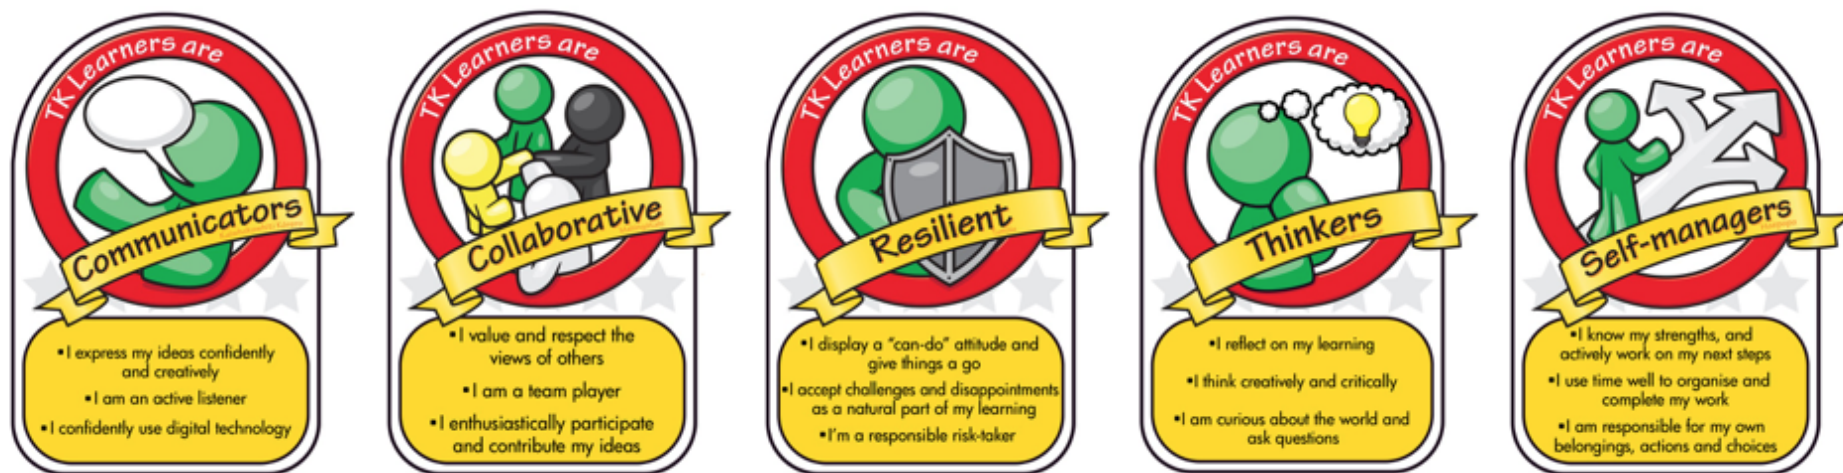 TK Learners are
Communicators
▪I express my ideas confidently
and creatively
▪I am an active listener
▪I confidently use digital technology
TK Learners are
Collaborative
▪I value and respect the
views of others
▪I am a team player
▪I enthusiastically participate
and contribute my ideas
TK Learners are
Resilient
▪I display a “can-do” attitude and
give things a go
▪I accept challenges and disappointments
as a natural part of my learning
▪I’m a responsible risk-taker
TK Learners are
Thinkers
▪I reflect on my learning
▪I think creatively and critically
▪I am curious about the world and
ask questions
TK Learners are
Self-managers
▪I know my strengths, and
actively work on my next steps
▪I use time well to organise and
complete my work
▪I am responsible for my own
belongings, actions and choices